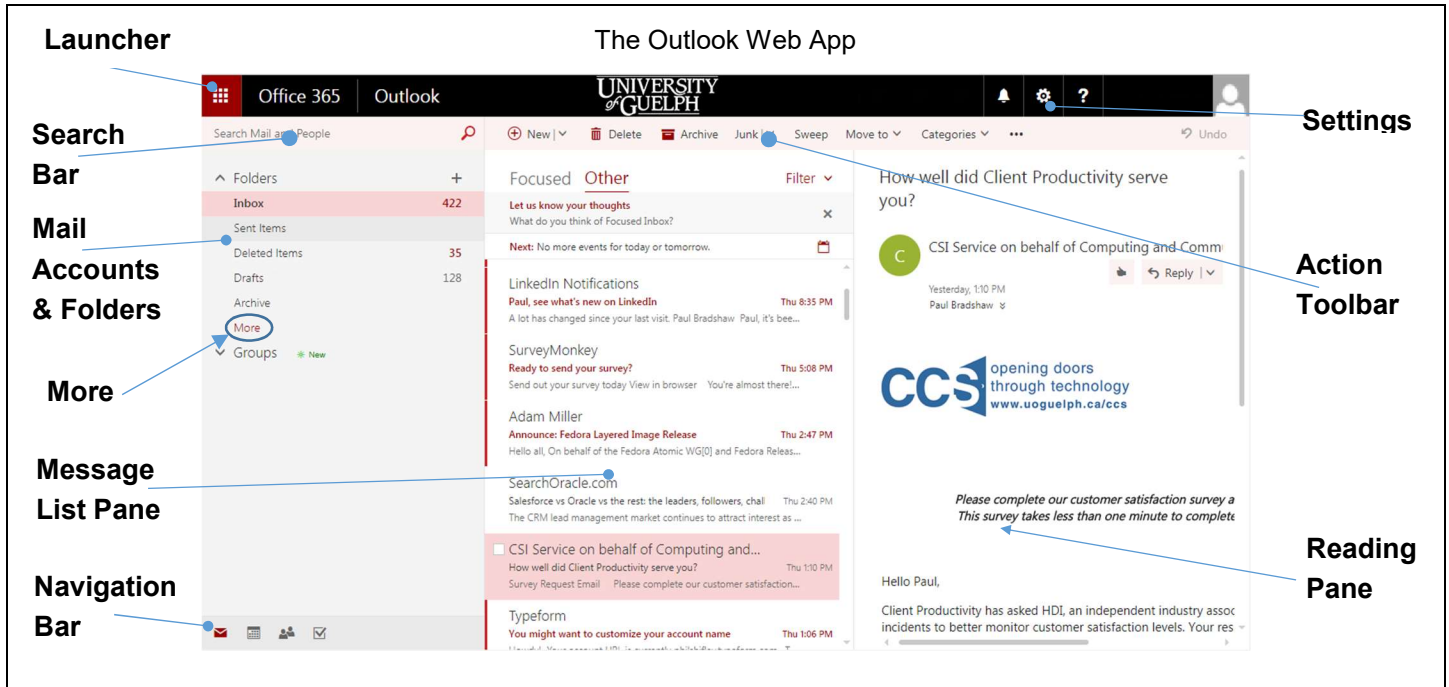 The Outlook Web App
Launcher
Search
Bar
Mail
Accounts
& Folders
More
Message
List Pane
Navigation
Bar
Settings
Action
Toolbar
Reading
Pane
Office 365 Outlook
UNIVERSITY
of GUELPH
?
Search Mail and People
New Delete Archive Junk Sweep Move to Categories ••• Undo
Folders +
Inbox 422
Sent Items
Deleted Items 35
Drafts 128
Archive
More
Groups New
Focused Other Filter
Let us know your thoughts
What do you think of Focused Inbox?
Next: No more events for today or tomorrow.
LinkedIn Notifications
Paul, see what's new on LinkedIn Thu 8:35 PM
A lot has changed since your last visit. Paul Bradshaw Paul, it's bee...
SurveyMonkey
Ready to send your survey? Thu 5:08 PM
Send out your survey today View in browser You're almost there!...
Adam Miller
Announce: Fedora Layered Image Release Thu 2:47 PM
Hello all, On behalf of the Fedora Atomic WG[0] and Fedora Releas...
SearchOracle.com
Salesforce vs Oracle vs the rest: the leaders, followers, chall Thu 2:40 PM
The CRM lead management market continues to attract interest as ...
CSI Service on behalf of Computing and...
How well did Client Productivity serve you? Thu 1:10 PM
Survey Request Email Please complete our customer satisfaction...
Typeform
You might want to customize your account name Thu 1:06 PM
How well did Client Productivity serve
you?
C
CSI Service on behalf of Computing and Comm
Reply
Yesterday, 1:10 PM
Paul Bradshaw
CCS
opening doors
through technology
www.uoguelph.ca/ccs
Please complete our customer satisfaction survey a
This survey takes less than one minute to complete
Hello Paul,
Client Productivity has asked HDI, an independent industry assoc
incidents to better monitor customer satisfaction levels. Your res